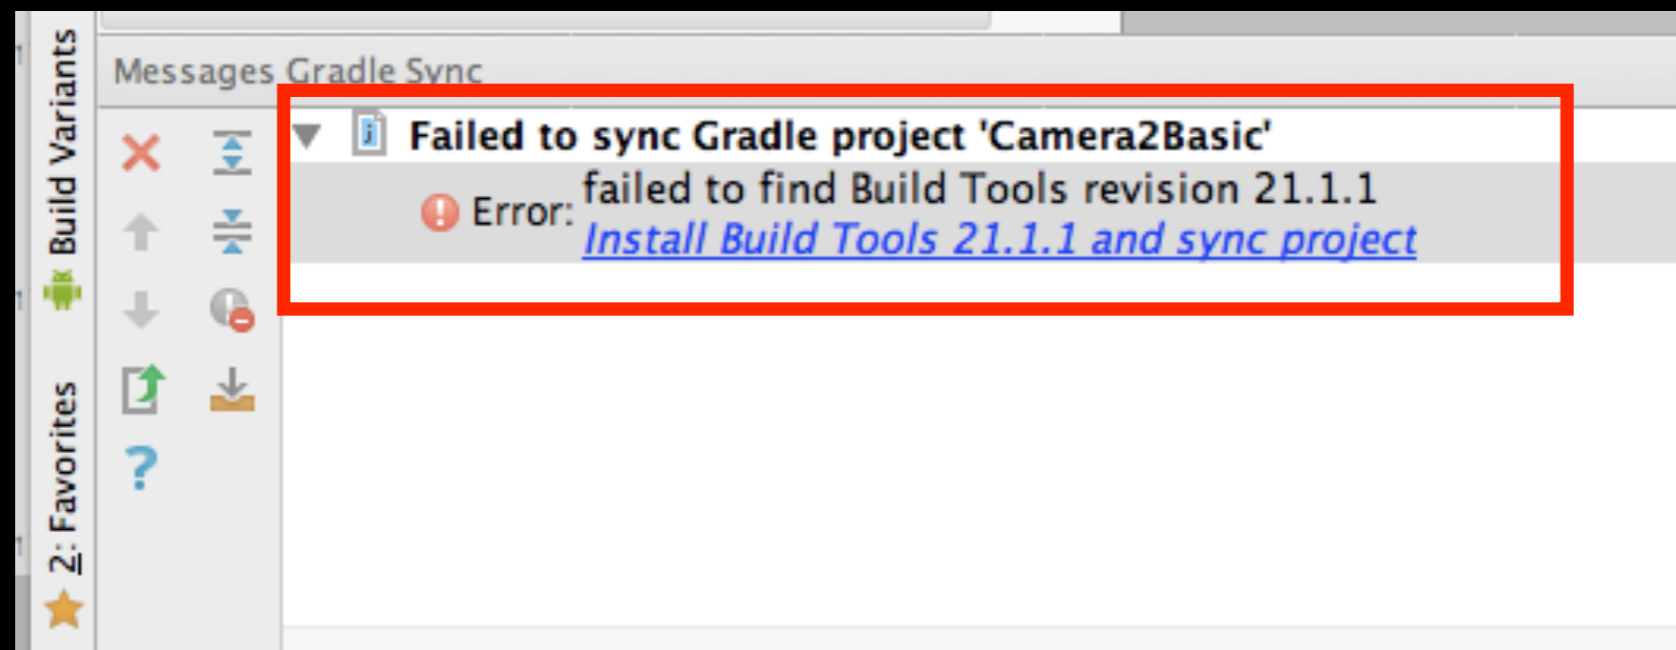 Messages Gradle Sync
Failed to sync Gradle project 'Camera2Basic'
Error: failed to find Build Tools revision 21.1.1
Install Build Tools 21.1.1 and sync project
Build Variants
2: Favorites